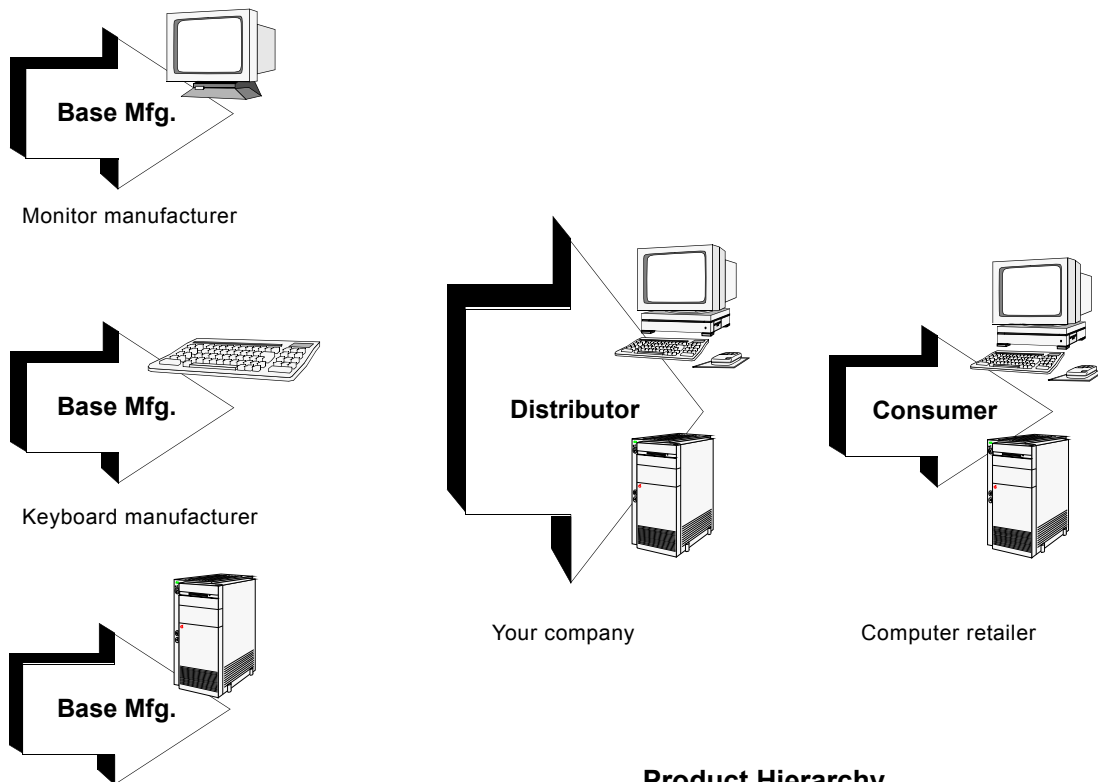 Base Mfg.
Monitor manufacturer
Base Mfg.
Keyboard manufacturer
Base Mfg.
Distributor
Your company
Consumer
Computer retailer
Product Hierarchy